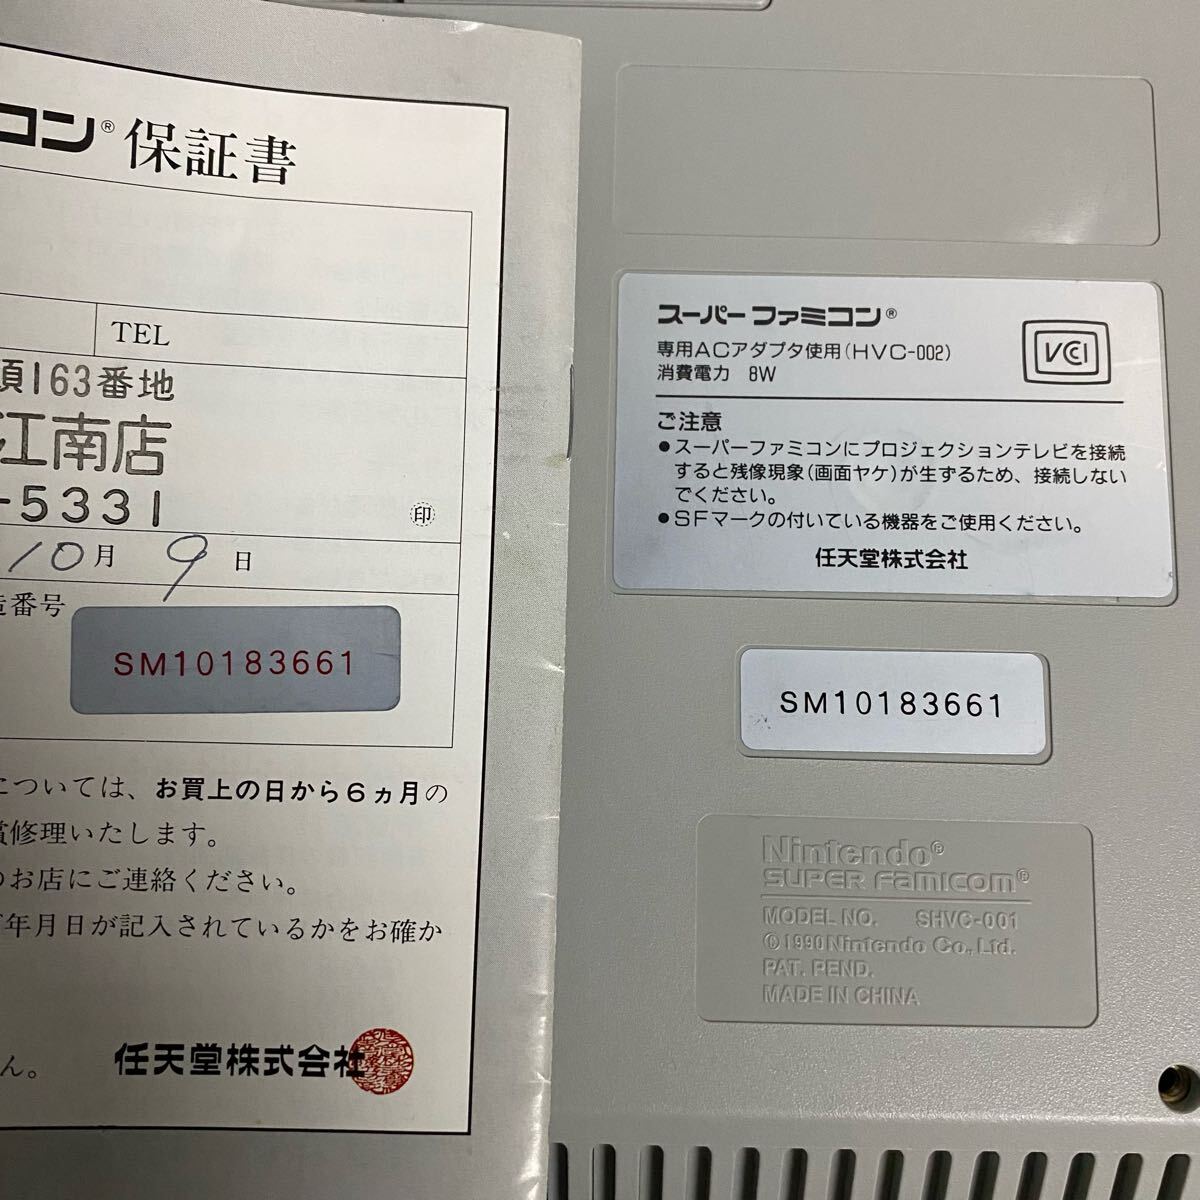 コン® 保証書
TEL
須163番地
江南店
-5331
印
10月 9日
造番号
SM10183661
については、お買上の日から6ヵ月の
償修理いたします。
のお店にご連絡ください。
年月日が記入されているかをお確か
ん。
任天堂株式会社
スーパーファミコン®
専用ACアダプタ使用(HVC-002)
消費電力 8W
VCI
ご注意
●スーパーファミコンにプロジェクションテレビを接続
すると残像現象(画面ヤケ)が生ずるため、接続しない
でください。
●SFマークの付いている機器をご使用ください。
任天堂株式会社
SM10183661
Nintendo®
SUPER FAMICOM®
MODEL NO. SHVC-001
©1990 Nintendo Co., Ltd.
PAT. PEND.
MADE IN CHINA